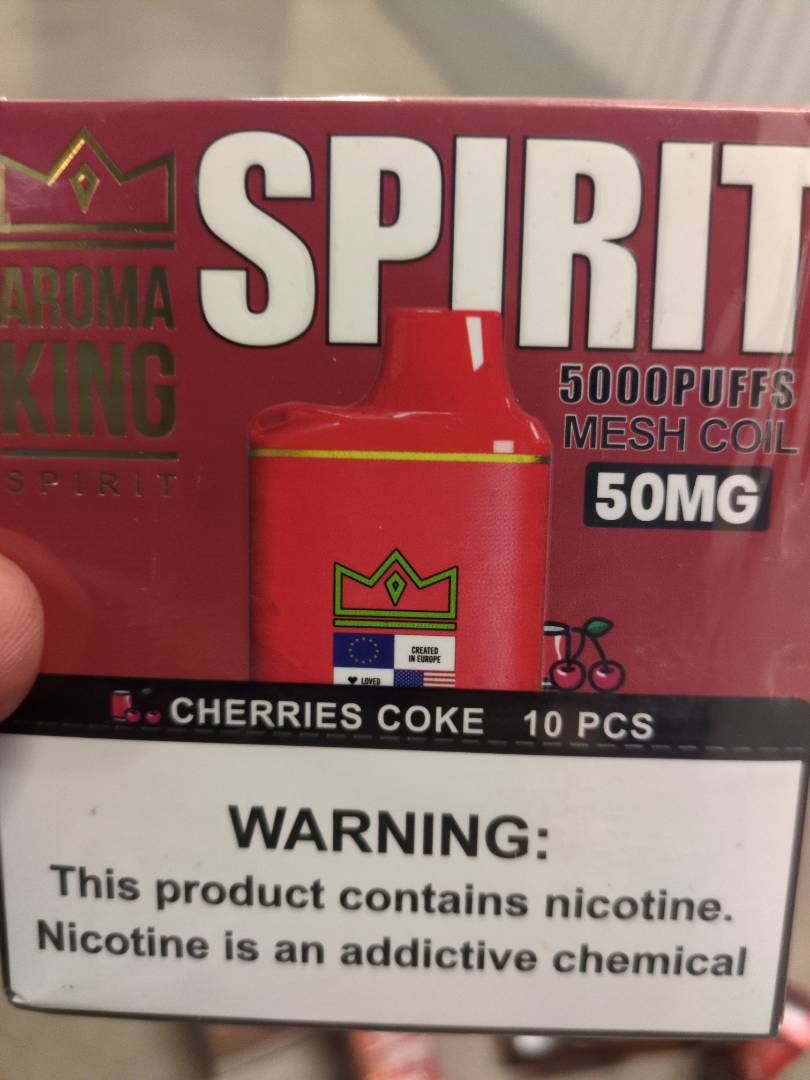 SPIRIT
AROMA
KING
SPIRIT
5000PUFFS
MESH COIL
50MG
CREATED
IN EUROPE
LOVED
CHERRIES COKE 10 PCS
WARNING:
This product contains nicotine.
Nicotine is an addictive chemical